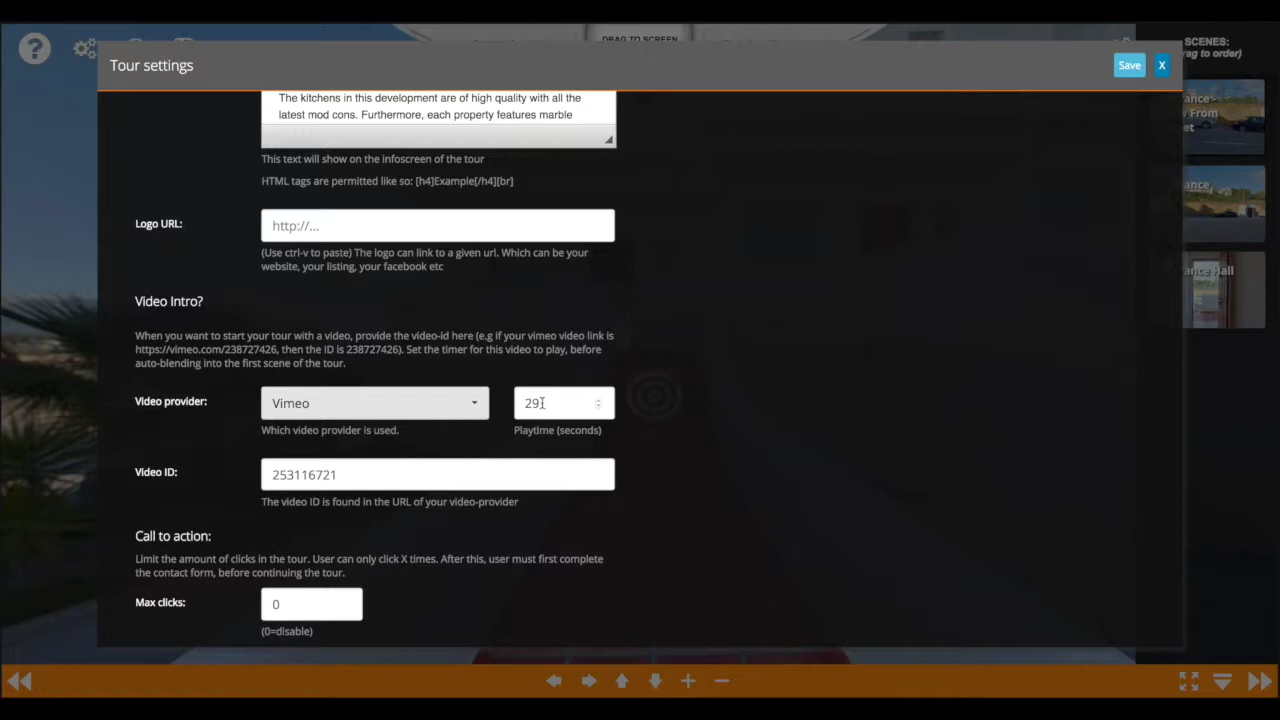 DRAG TO SCREEN
SCENES:
Tour settings
Save
X
The kitchens in this development are of high quality with all the
latest mod cons. Furthermore, each property features marble
This text will show on the infoscreen of the tour
HTML tags are permitted like so: [h4]Example[/h4][br]
Logo URL:
http://...
(Use ctrl-v to paste) The logo can link to a given url. Which can be your
website, your listing, your facebook etc
Video Intro?
When you want to start your tour with a video, provide the video-id here (e.g if your vimeo video link is
https://vimeo.com/238727426, then the ID is 238727426). Set the timer for this video to play, before
auto-blending into the first scene of the tour.
Video provider:
Vimeo
29
Which video provider is used.
Playtime (seconds)
Video ID:
253116721
The video ID is found in the URL of your video-provider
Call to action:
Limit the amount of clicks in the tour. User can only click X times. After this, user must first complete
the contact form, before continuing the tour.
Max clicks:
0
(0=disable)
to order)
From
Hall